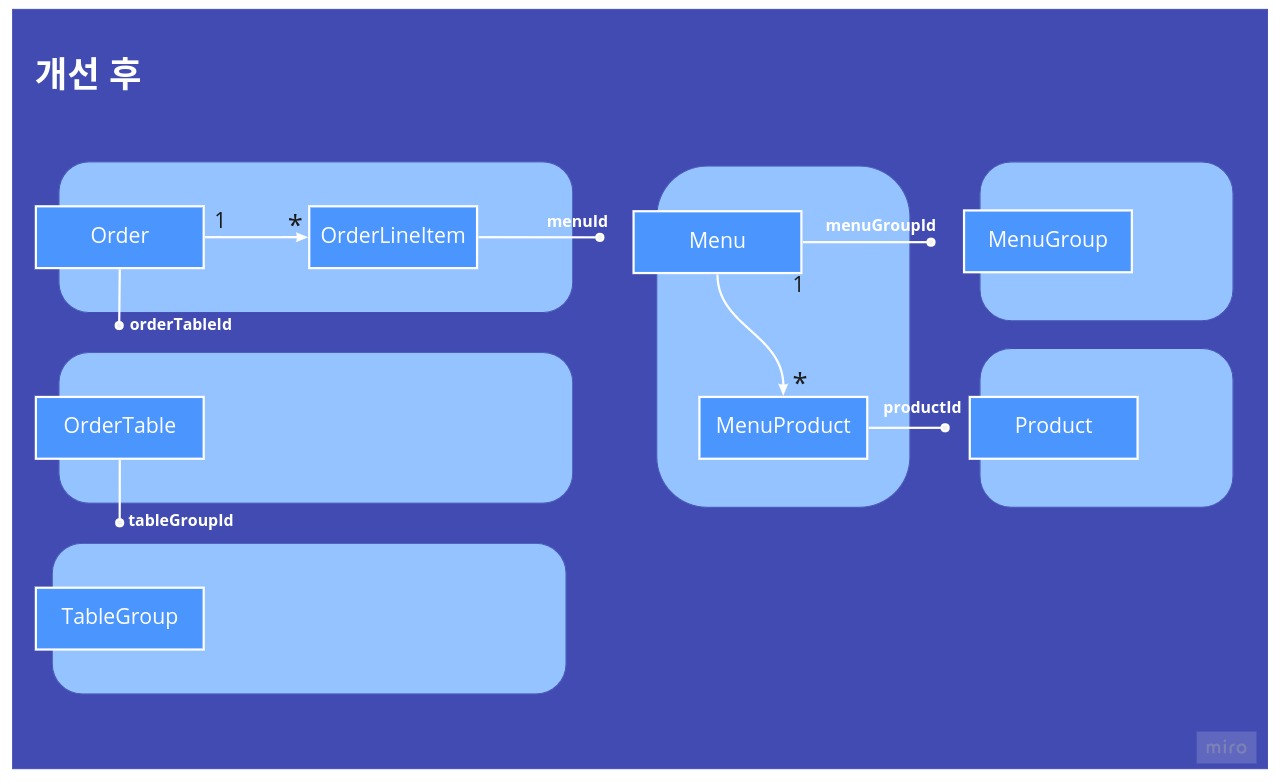 개선 후
Order
1
*
OrderLineItem
menuId
orderTableId
OrderTable
tableGroupId
TableGroup
Menu
1
menuGroupId
*
MenuProduct
productId
MenuGroup
Product
miro